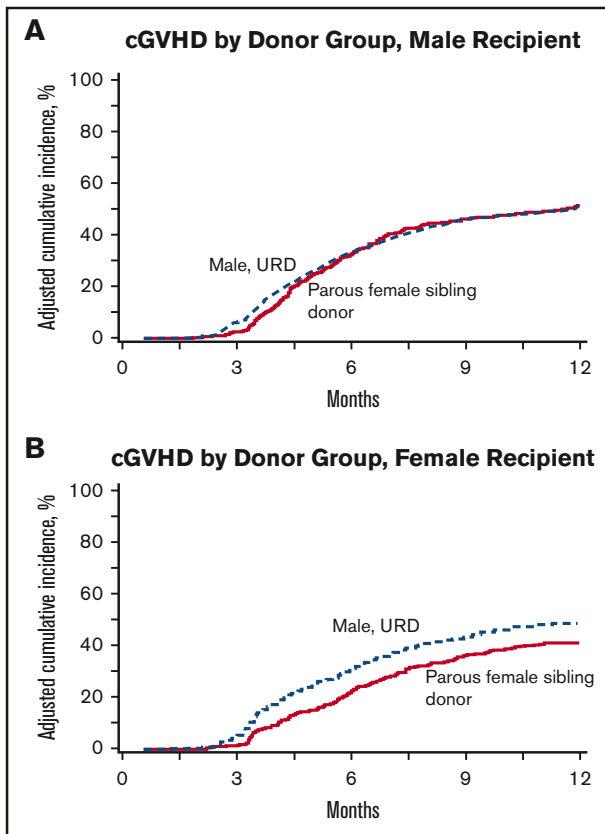 A
cGVHD by Donor Group, Male Recipient
Adjusted cumulative incidence, %
100
80
60
40
20
0
Male, URD
Parous female sibling
donor
0
3
6
9
12
Months
B
cGVHD by Donor Group, Female Recipient
Adjusted cumulative incidence, %
100
80
60
40
20
0
Male, URD
Parous female sibling
donor
0
3
6
9
12
Months